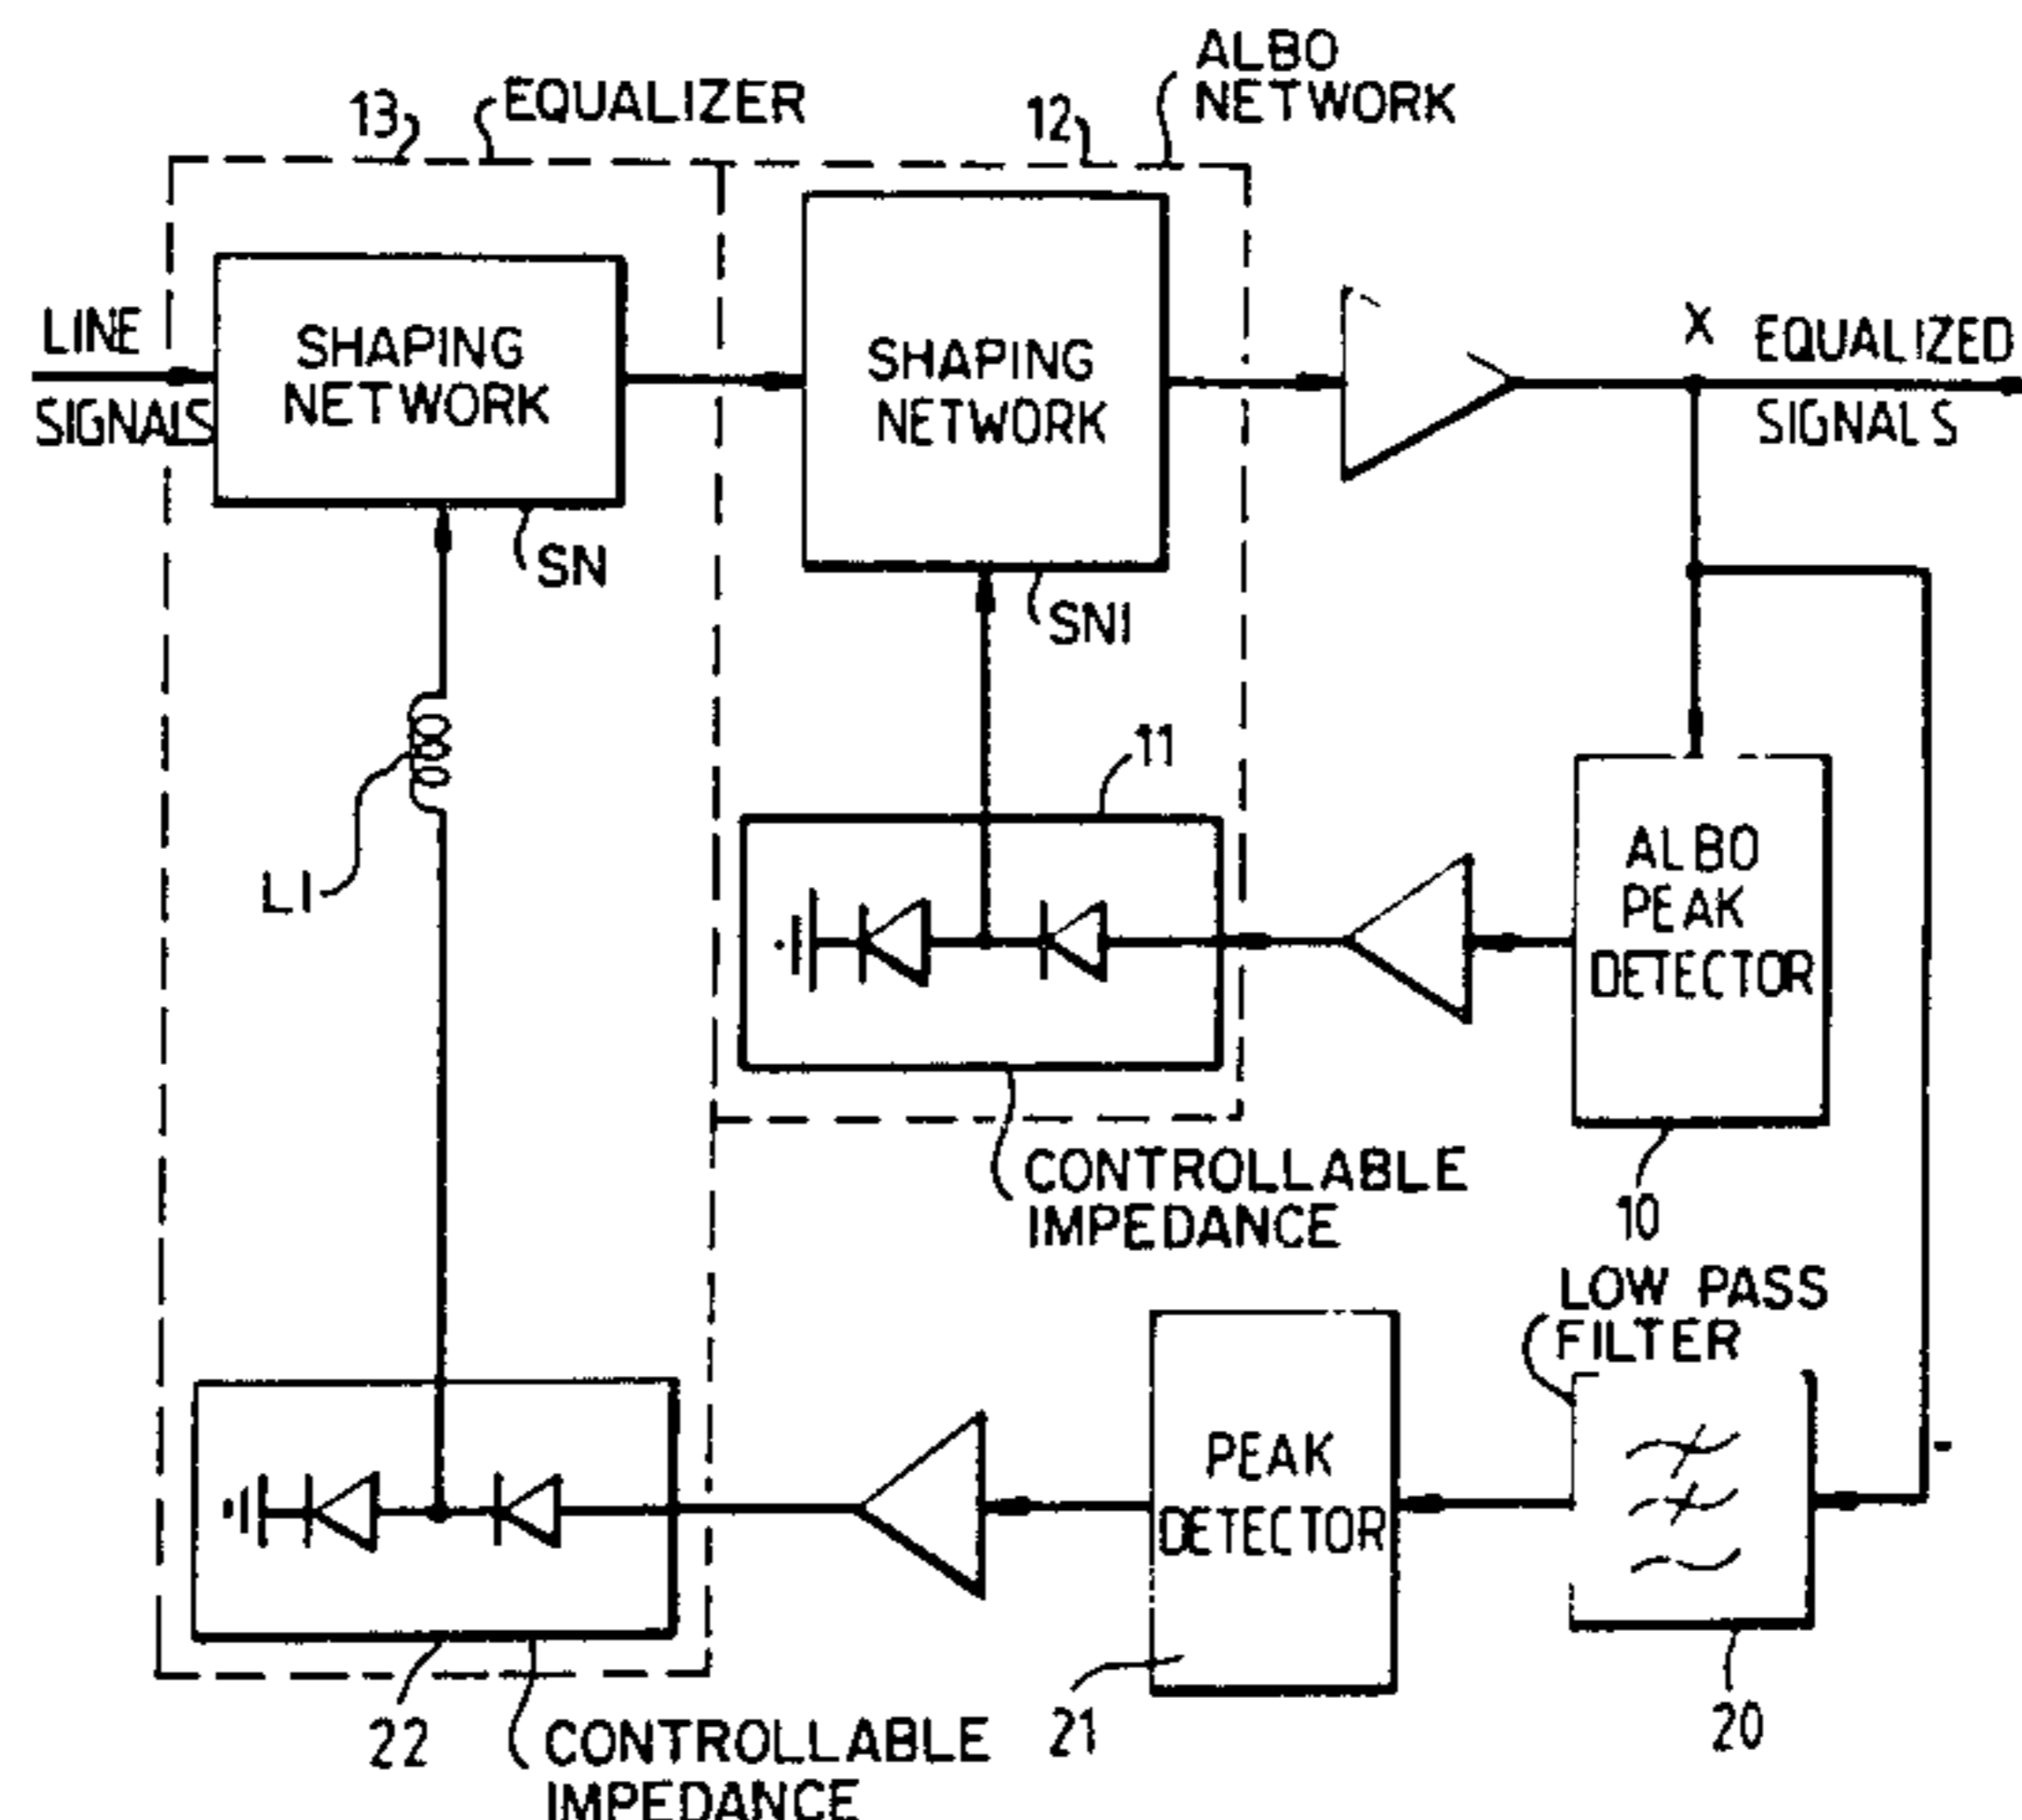 ALBO
NETWORK
13
EQUALIZER
12
LINE
SIGNALS
SHAPING
NETWORK
SHAPING
NETWORK
X
EQUALIZED
SIGNALS
SN
SN1
11
L1
ALBO
PEAK
DETECTOR
CONTROLLABLE
IMPEDANCE
10
LOW PASS
FILTER
PEAK
DETECTOR
22
CONTROLLABLE
IMPEDANCE
21
20